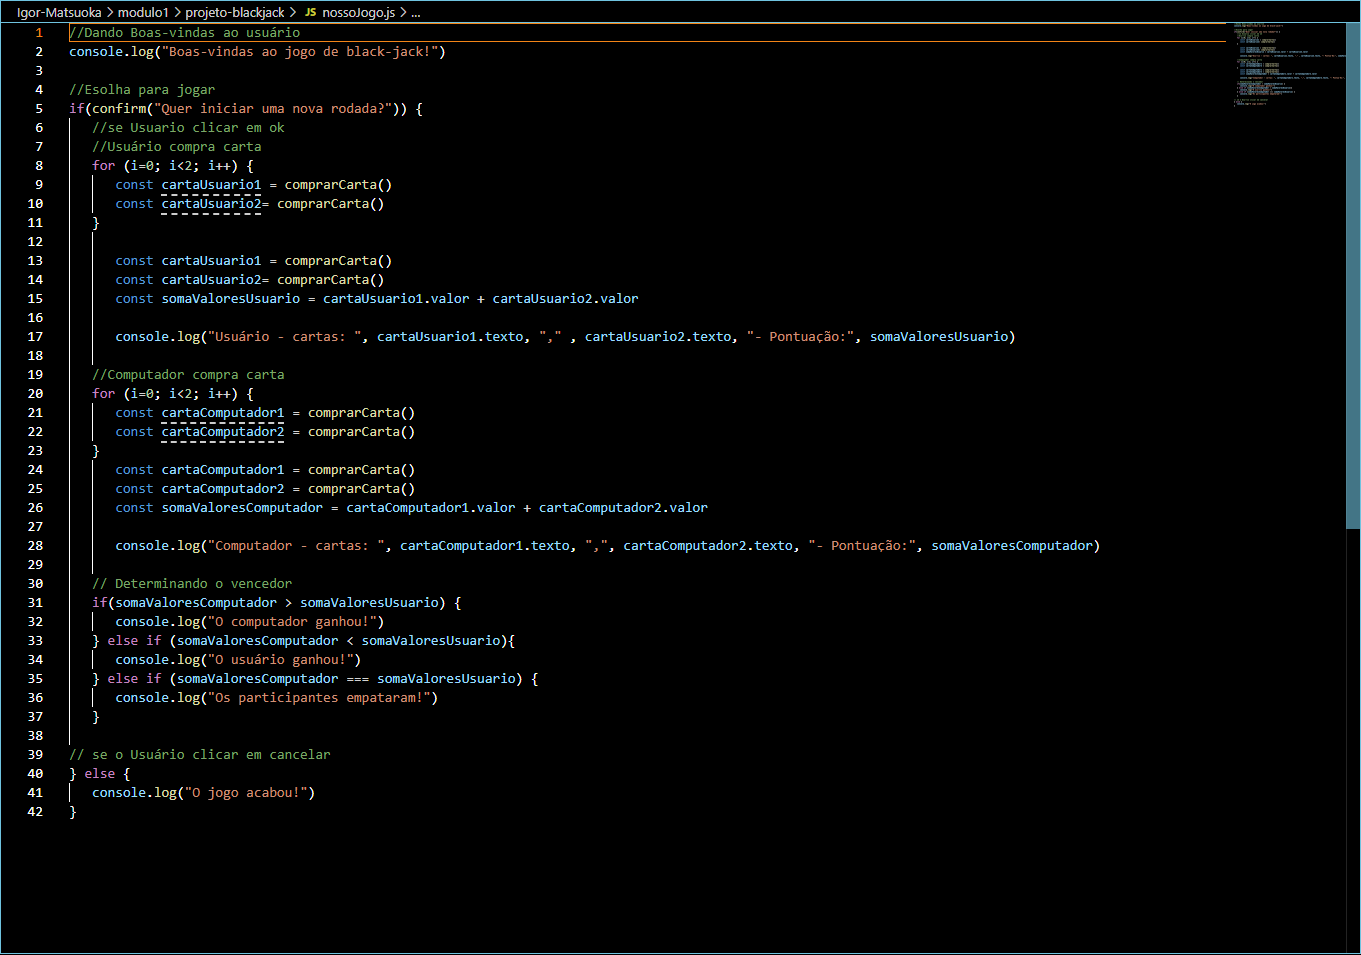 Igor-Matsuoka > modulo1 > projeto-blackjack > JS nossoJogo.js > ...
1 //Dando Boas-vindas ao usuário
2 console.log("Boas-vindas ao jogo de black-jack!")
3
4 //Esolha para jogar
5 if(confirm("Quer iniciar uma nova rodada?")) {
6 //se Usuario clicar em ok
7 //Usuário compra carta
8 for (i=0; i<2; i++) {
9 const cartaUsuario1 = comprarCarta()
10 const cartaUsuario2= comprarCarta()
11 }
12
13 const cartaUsuario1 = comprarCarta()
14 const cartaUsuario2= comprarCarta()
15 const somaValoresUsuario = cartaUsuario1.valor + cartaUsuario2.valor
16
17 console.log("Usuário - cartas: ", cartaUsuario1.texto, "," , cartaUsuario2.texto, "- Pontuação:", somaValoresUsuario)
18
19 //Computador compra carta
20 for (i=0; i<2; i++) {
21 const cartaComputador1 = comprarCarta()
22 const cartaComputador2 = comprarCarta()
23 }
24 const cartaComputador1 = comprarCarta()
25 const cartaComputador2 = comprarCarta()
26 const somaValoresComputador = cartaComputador1.valor + cartaComputador2.valor
27
28 console.log("Computador - cartas: ", cartaComputador1.texto, ",", cartaComputador2.texto, "- Pontuação:", somaValoresComputador)
29
30 // Determinando o vencedor
31 if(somaValoresComputador > somaValoresUsuario) {
32 console.log("O computador ganhou!")
33 } else if (somaValoresComputador < somaValoresUsuario){
34 console.log("O usuário ganhou!")
35 } else if (somaValoresComputador === somaValoresUsuario) {
36 console.log("Os participantes empataram!")
37 }
38
39 // se o Usuário clicar em cancelar
40 } else {
41 console.log("O jogo acabou!")
42 }